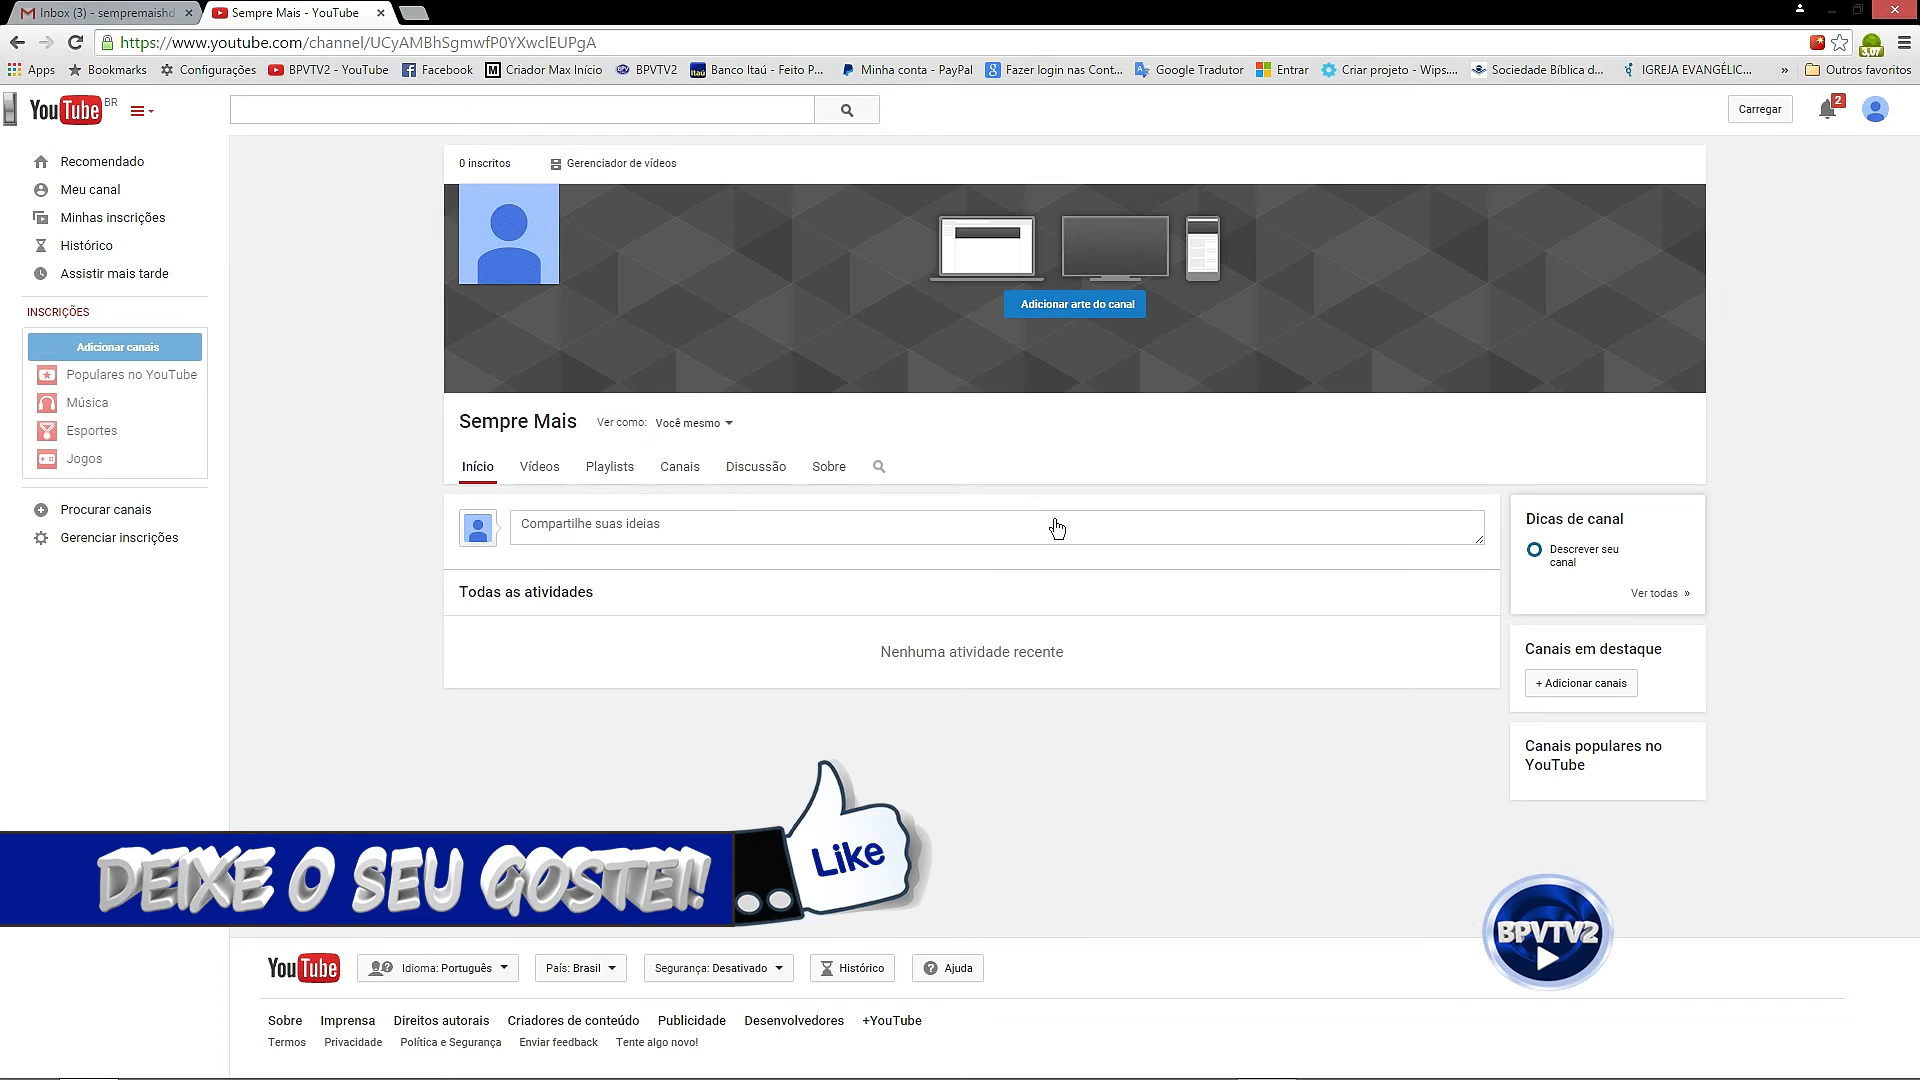 Inbox (3) - sempremaishd
Sempre Mais - YouTube
https://www.youtube.com/channel/UCyAMBhSgmwfP0YXwclEUPgA
3.07
Apps
Bookmarks
Configurações
BPVTV2 - YouTube
Facebook
Criador Max Início
BPVTV2
Banco Itaú - Feito P...
Minha conta - PayPal
Fazer login nas Cont...
Google Tradutor
Entrar
Criar projeto - Wips....
Sociedade Bíblica d...
IGREJA EVANGÉLIC...
»
Outros favoritos
YouTube BR
Carregar
2
Recomendado
Meu canal
Minhas inscrições
Histórico
Assistir mais tarde
INSCRIÇÕES
Adicionar canais
Populares no YouTube
Música
Esportes
Jogos
Procurar canais
Gerenciar inscrições
0 inscritos
Gerenciador de vídeos
Adicionar arte do canal
Sempre Mais
Ver como: Você mesmo
Início
Vídeos
Playlists
Canais
Discussão
Sobre
Compartilhe suas ideias
Todas as atividades
Nenhuma atividade recente
Dicas de canal
Descrever seu
canal
Ver todas »
Canais em destaque
+ Adicionar canais
Canais populares no
YouTube
DEIXE O SEU GOSTEI!
Like
BPVTV2
YouTube
Idioma: Português
País: Brasil
Segurança: Desativado
Histórico
Ajuda
Sobre
Imprensa
Direitos autorais
Criadores de conteúdo
Publicidade
Desenvolvedores
+YouTube
Termos
Privacidade
Política e Segurança
Enviar feedback
Tente algo novo!